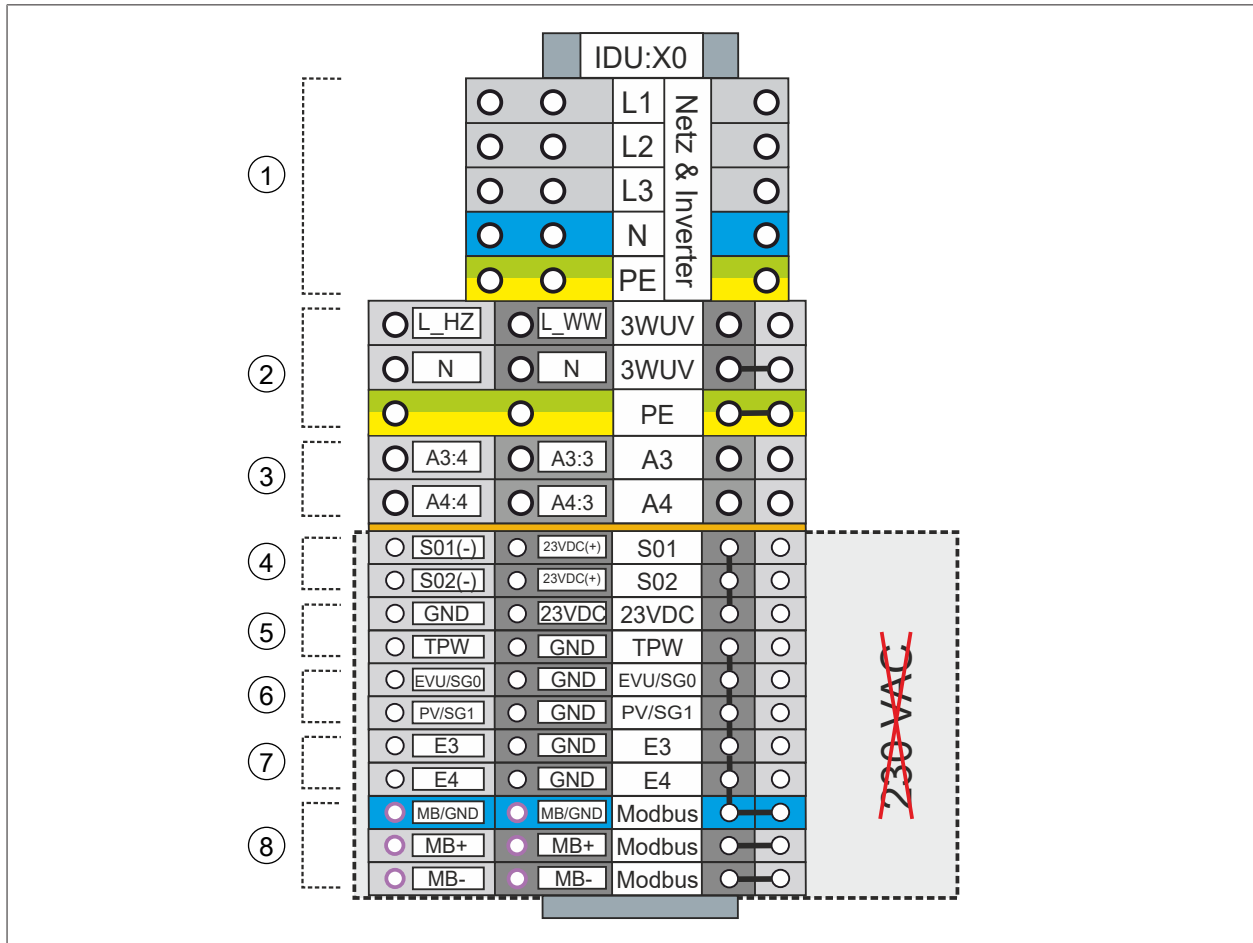 IDU:X0
L1
L2
L3
N
PE
Netz & Inverter
1
L_HZ L_WW 3WUV
N N 3WUV
PE
2
A3:4 A3:3 A3
A4:4 A4:3 A4
3
S01(-) 23VDC(+) S01
S02(-) 23VDC(+) S02
4
GND 23VDC 23VDC
TPW GND TPW
5
EVU/SG0 GND EVU/SG0
PV/SG1 GND PV/SG1
6
E3 GND E3
E4 GND E4
7
MB/GND MB/GND Modbus
MB+ MB+ Modbus
MB- MB- Modbus
8
230 VAC